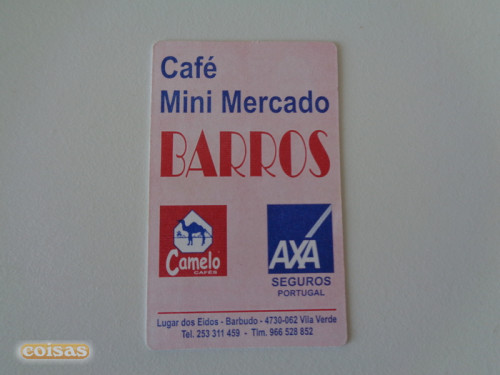 Café
Mini Mercado
BARROS
Camelo
CAFÉS
AXA
SEGUROS
PORTUGAL
Lugar dos Eidos - Barbudo - 4730-062 Vila Verde
Tel. 253 311 459 - Tlm. 966 528 852
coisas